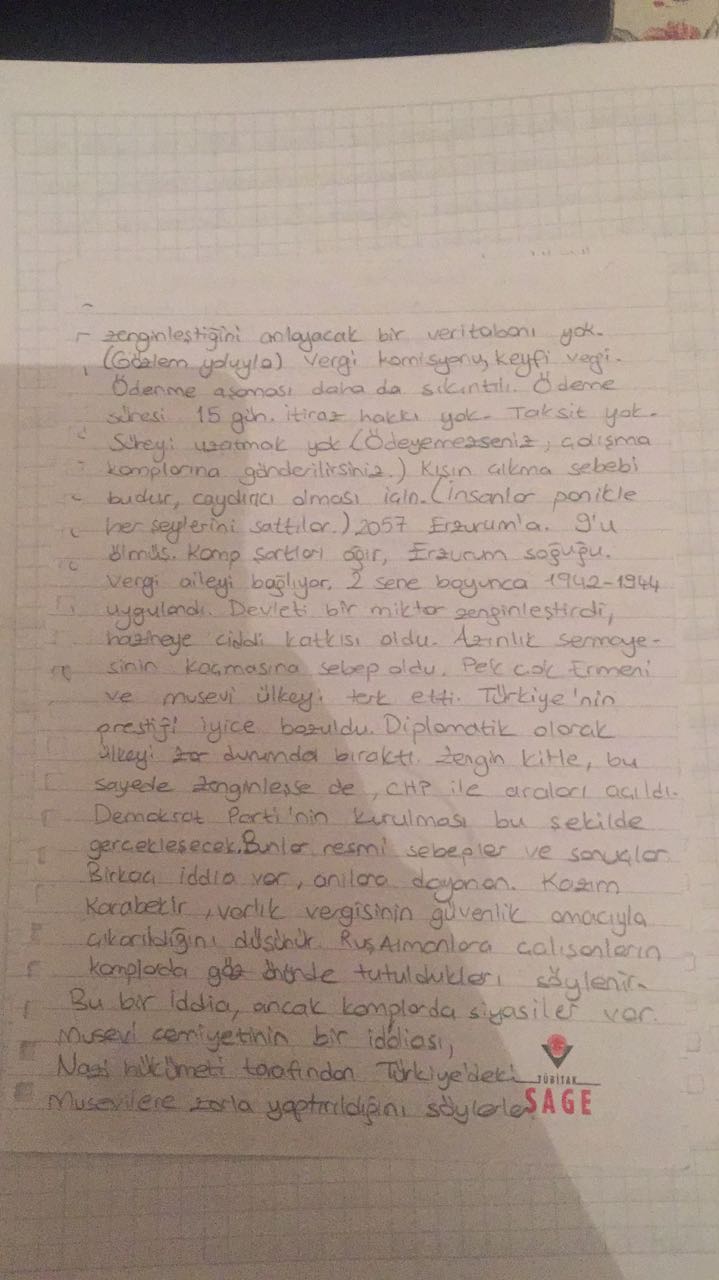 zenginleştiğini anlayacak bir veritabanı yok.
(Gözlem yoluyla) Vergi komisyonu, keyfi vergi.
Ödenme aşaması daha da sıkıntılı. Ödeme
süresi 15 gün. itiraz hakkı yok. Taksit yok.
Süreyi uzatmak yok (Ödeyemezseniz, çalışma
kamplarına gönderilirsiniz.) Kışın çıkma sebebi
budur, caydırıcı olması için. (insanlar panikle
her şeylerini sattılar.) 2057 Erzurum'a. 9'u
ölmüş. Kamp şartları ağır, Erzurum soğuğu.
Vergi aileyi bağlıyor. 2 sene boyunca 1942-1944
uygulandı. Devleti bir miktar zenginleştirdi,
hazineye ciddi katkısı oldu. Azınlık sermaye-
sinin kaçmasına sebep oldu. Pek çok Ermeni
ve musevi ülkeyi terk etti. Türkiye'nin
prestiği iyice bozuldu. Diplomatik olarak
ülkeyi zor durumda bıraktı. Zengin kitle, bu
sayede zenginleşse de, CHP ile araları açıldı.
Demokrat Parti'nin kurulması bu şekilde
gerçekleşecek. Bunlar resmi sebepler ve sonuçlar
Birkaç iddia var, anılara dayanan. Kazım
Karabekir, varlık vergisinin güvenlik amacıyla
çıkarıldığını düşünür. Rus, Almanlara çalışanların
kamplarda göz önünde tutuldukları söylenir.
Bu bir iddia, ancak kamplarda siyasiler var.
Musevi cemiyetinin bir iddiası,
Nazi hükümeti tarafından Türkiye'deki
Musevilere zorla yaptırıldığını söylerler.
TÜBİTAK
SAGE